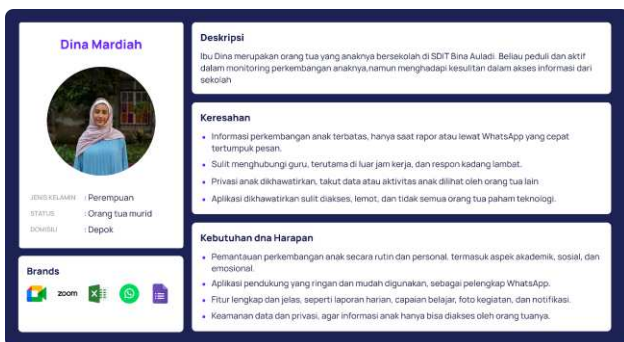 Dina Mardiah
JENIS KELAMIN : Perempuan
STATUS : Orang tua murid
DOMISILI : Depok
Brands
zoom
Deskripsi
Ibu Dina merupakan orang tua yang anaknya bersekolah di SDIT Bina Auladi. Beliau peduli dan aktif
dalam monitoring perkembangan anaknya,namun menghadapi kesulitan dalam akses informasi dari
sekolah
Keresahan
• Informasi perkembangan anak terbatas, hanya saat rapor atau lewat WhatsApp yang cepat
tertumpuk pesan.
• Sulit menghubungi guru, terutama di luar jam kerja, dan respon kadang lambat.
• Privasi anak dikhawatirkan, takut data atau aktivitas anak dilihat oleh orang tua lain
• Aplikasi dikhawatirkan sulit diakses, lemot, dan tidak semua orang tua paham teknologi.
Kebutuhan dna Harapan
• Pemantauan perkembangan anak secara rutin dan personal, termasuk aspek akademik, sosial, dan
emosional.
• Aplikasi pendukung yang ringan dan mudah digunakan, sebagai pelengkap WhatsApp.
• Fitur lengkap dan jelas, seperti laporan harian, capaian belajar, foto kegiatan, dan notifikasi.
• Keamanan data dan privasi, agar informasi anak hanya bisa diakses oleh orang tuanya.